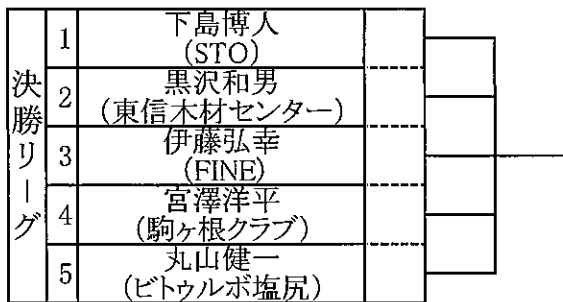 決勝リーグ
1
下島博人
(STO)
2
黒沢和男
(東信木材センター)
3
伊藤弘幸
(FINE)
4
宮澤洋平
(駒ヶ根クラブ)
5
丸山健一
(ビトゥルボ塩尻)